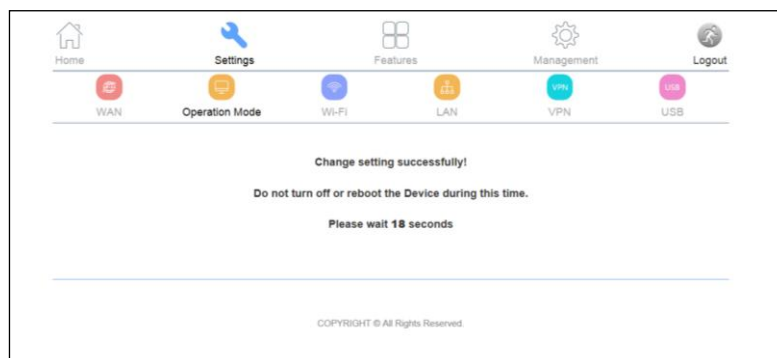 Home Settings Features Management Logout
VPN USB
WAN Operation Mode Wi-Fi LAN VPN USB
Change setting successfully!
Do not turn off or reboot the Device during this time.
Please wait 18 seconds
COPYRIGHT © All Rights Reserved.